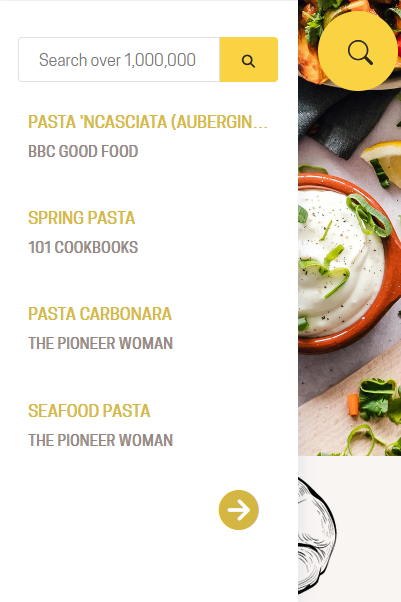 Search over 1,000,000
PASTA 'NCASCIATA (AUBERGIN...
BBC GOOD FOOD
SPRING PASTA
101 COOKBOOKS
PASTA CARBONARA
THE PIONEER WOMAN
SEAFOOD PASTA
THE PIONEER WOMAN